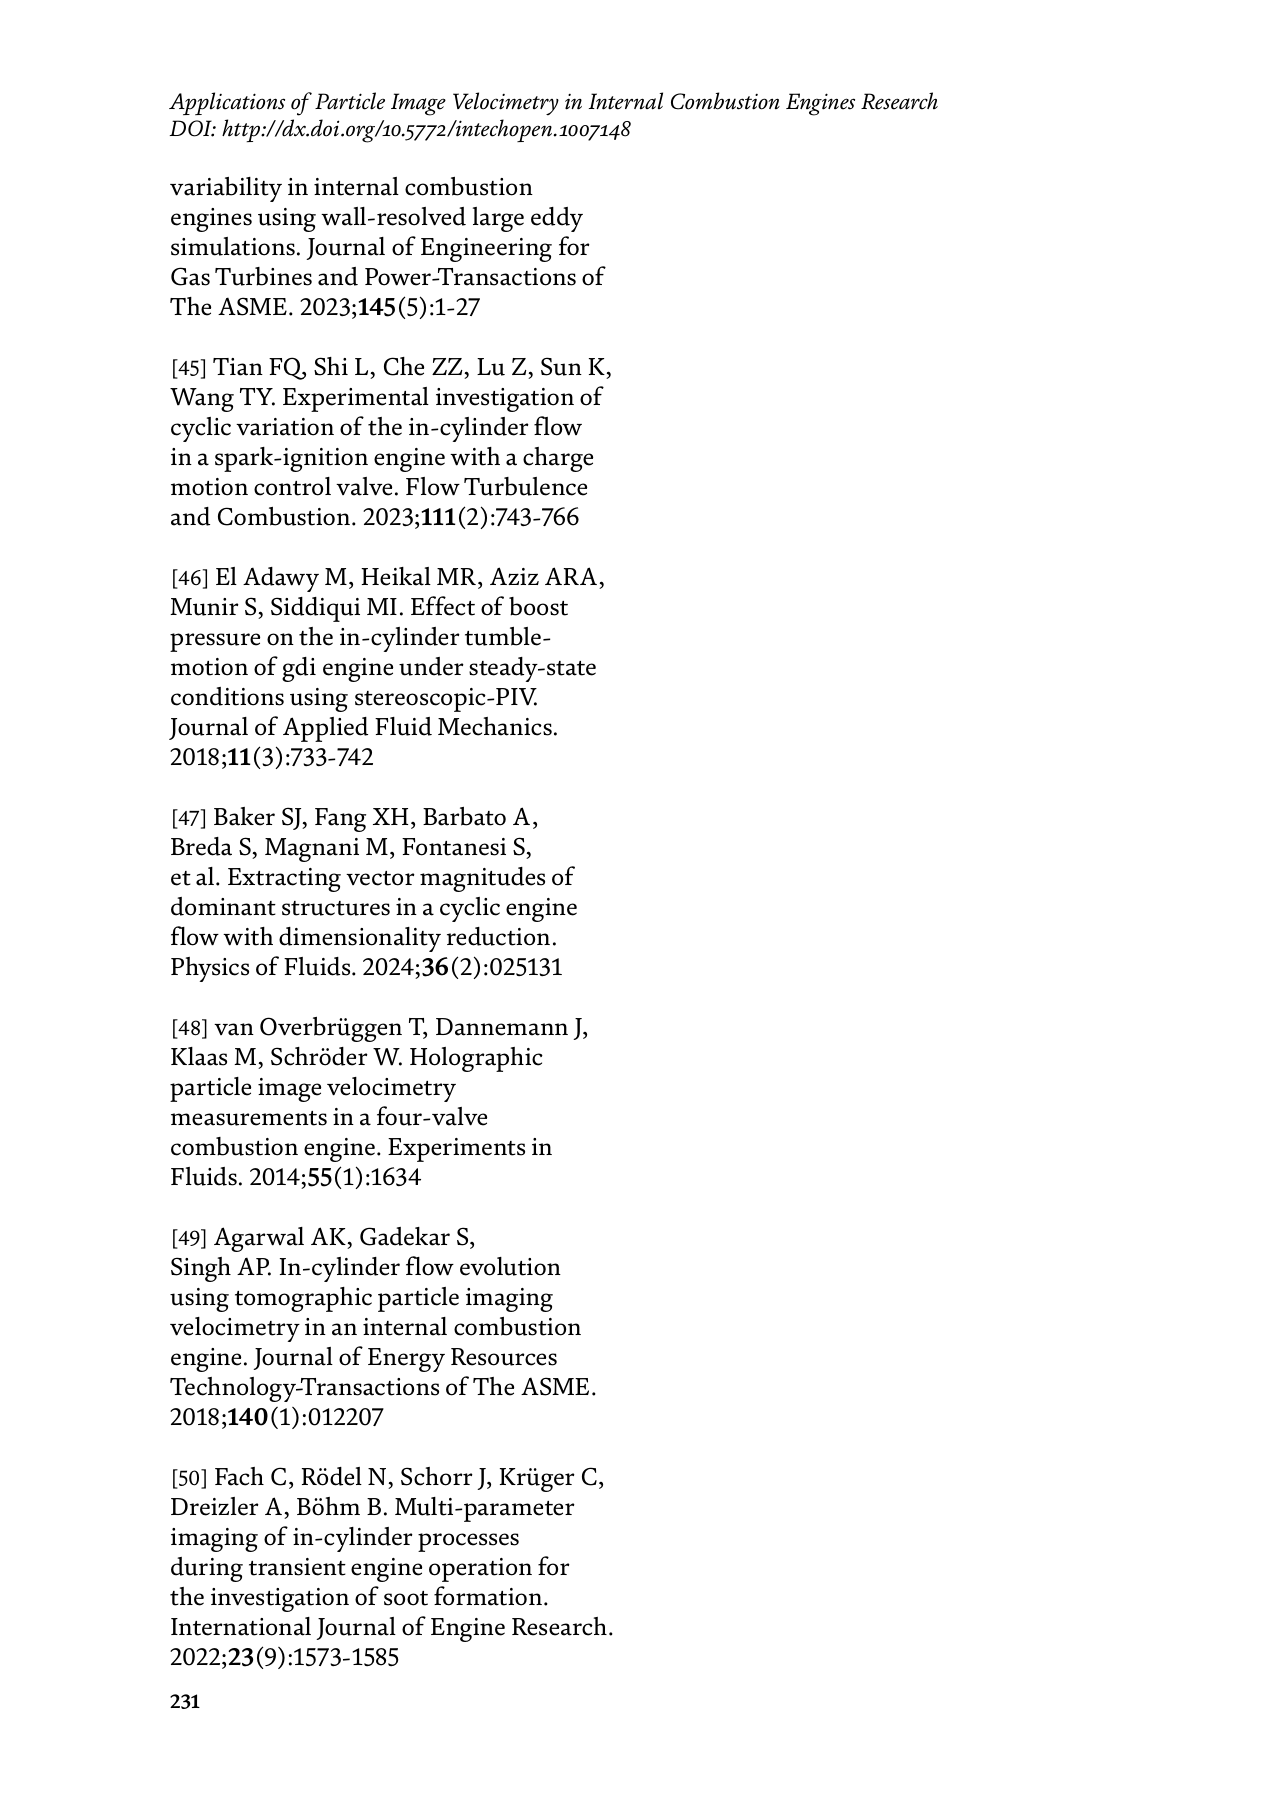 Applications of Particle Image Velocimetry in Internal Combustion Engines Research
DOI: http://dx.doi.org/10.5772/intechopen.1007148
variability in internal combustion
engines using wall-resolved large eddy
simulations. Journal of Engineering for
Gas Turbines and Power-Transactions of
The ASME. 2023;145(5):1-27
[45] Tian FQ, Shi L, Che ZZ, Lu Z, Sun K,
Wang TY. Experimental investigation of
cyclic variation of the in-cylinder flow
in a spark-ignition engine with a charge
motion control valve. Flow Turbulence
and Combustion. 2023;111(2):743-766
[46] El Adawy M, Heikal MR, Aziz ARA,
Munir S, Siddiqui MI. Effect of boost
pressure on the in-cylinder tumble-
motion of gdi engine under steady-state
conditions using stereoscopic-PIV.
Journal of Applied Fluid Mechanics.
2018;11(3):733-742
[47] Baker SJ, Fang XH, Barbato A,
Breda S, Magnani M, Fontanesi S,
et al. Extracting vector magnitudes of
dominant structures in a cyclic engine
flow with dimensionality reduction.
Physics of Fluids. 2024;36(2):025131
[48] van Overbrüggen T, Dannemann J,
Klaas M, Schröder W. Holographic
particle image velocimetry
measurements in a four-valve
combustion engine. Experiments in
Fluids. 2014;55(1):1634
[49] Agarwal AK, Gadekar S,
Singh AP. In-cylinder flow evolution
using tomographic particle imaging
velocimetry in an internal combustion
engine. Journal of Energy Resources
Technology-Transactions of The ASME.
2018;140(1):012207
[50] Fach C, Rödel N, Schorr J, Krüger C,
Dreizler A, Böhm B. Multi-parameter
imaging of in-cylinder processes
during transient engine operation for
the investigation of soot formation.
International Journal of Engine Research.
2022;23(9):1573-1585
231